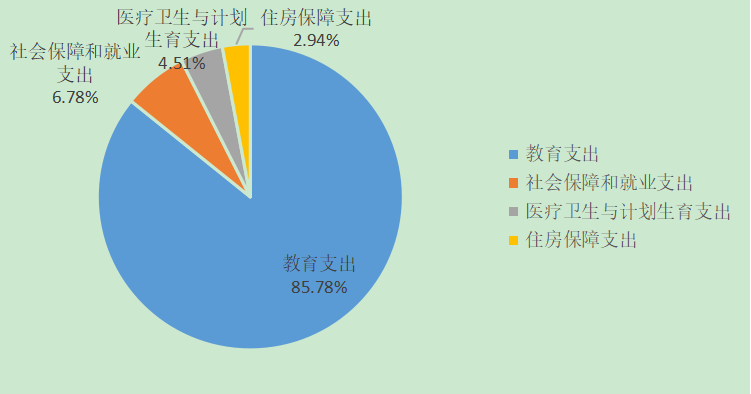 医疗卫生与计划
生育支出
4.51%
住房保障支出
2.94%
社会保障和就业
支出
6.78%
教育支出
85.78%
教育支出
社会保障和就业支出
医疗卫生与计划生育支出
住房保障支出